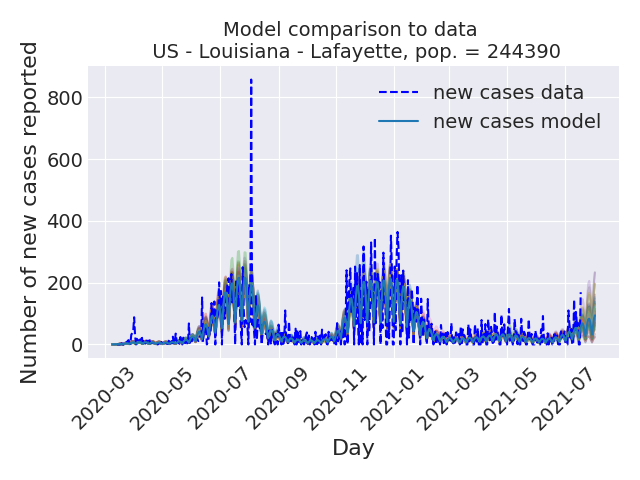 Model comparison to data
US - Louisiana - Lafayette, pop. = 244390
Number of new cases reported
800
600
400
200
0
new cases data
new cases model
2020-03
2020-05
2020-07
2020-09
2020-11
2021-01
2021-03
2021-05
2021-07
Day